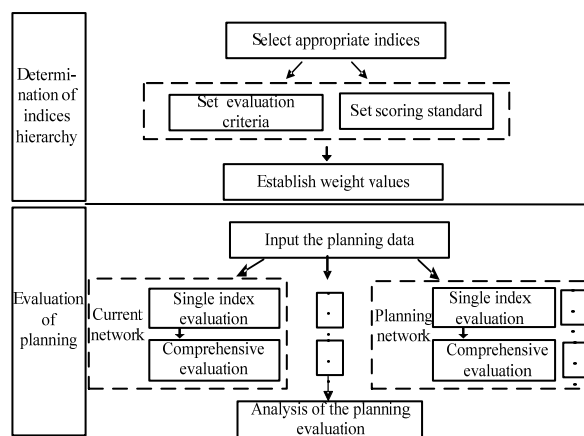 Determi-
nation of
indices
hierarchy
Select appropriate indices
Set evaluation
criteria
Set scoring standard
Establish weight values
Evaluation
of
planning
Input the planning data
Current
network
Single index
evaluation
Comprehensive
evaluation
Planning
network
Single index
evaluation
Comprehensive
evaluation
Analysis of the planning
evaluation